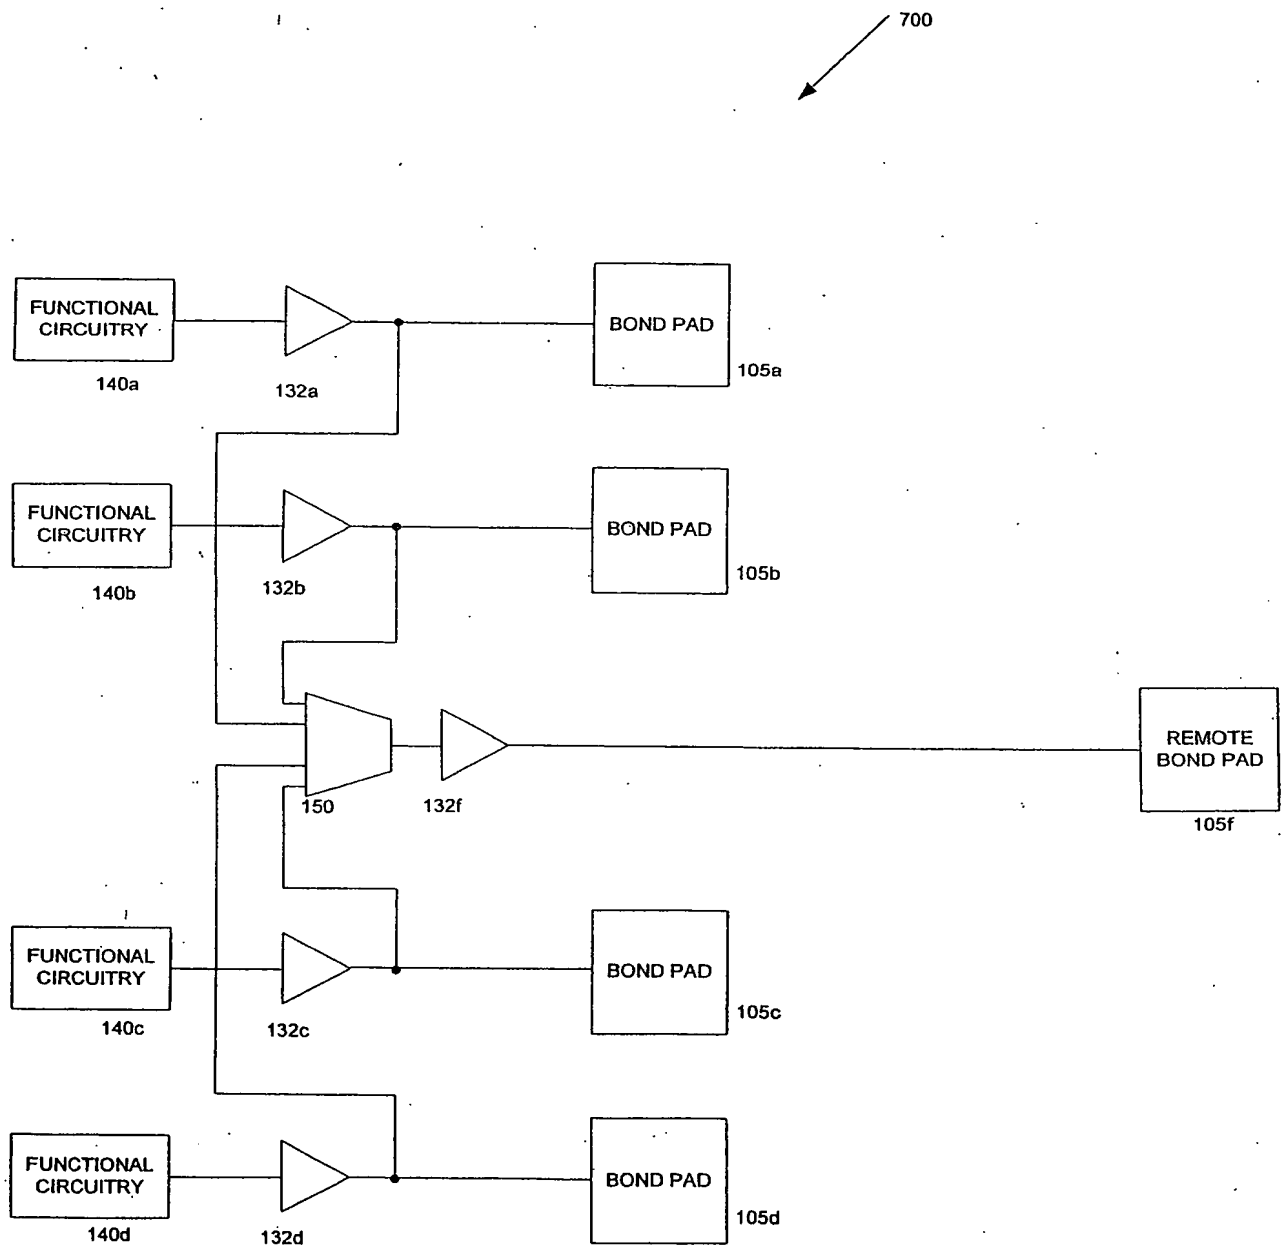 700
FUNCTIONAL
CIRCUITRY
140a
132a
BOND PAD
105a
FUNCTIONAL
CIRCUITRY
140b
132b
BOND PAD
105b
150
132f
REMOTE
BOND PAD
105f
FUNCTIONAL
CIRCUITRY
140c
132c
BOND PAD
105c
FUNCTIONAL
CIRCUITRY
140d
132d
BOND PAD
105d